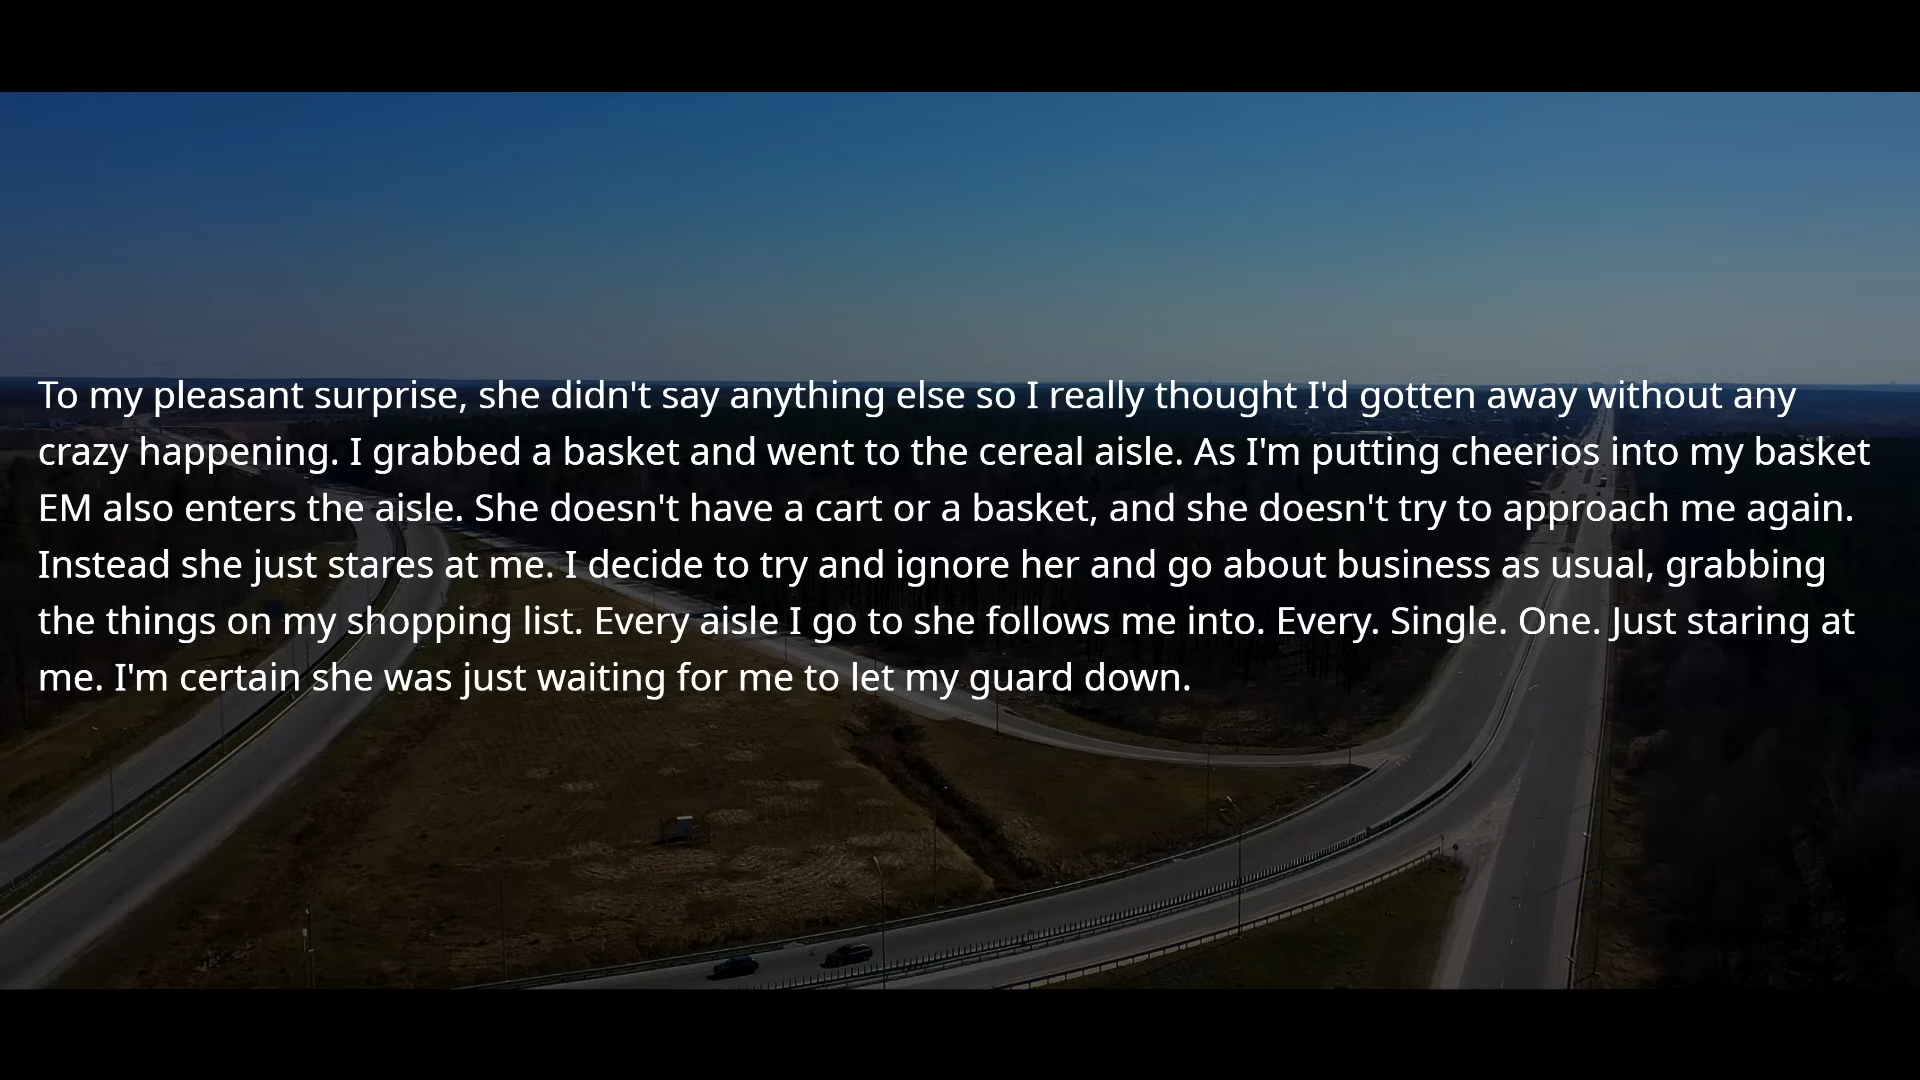 To my pleasant surprise, she didn't say anything else so I really thought I'd gotten away without any
crazy happening. I grabbed a basket and went to the cereal aisle. As I'm putting cheerios into my basket
EM also enters the aisle. She doesn't have a cart or a basket, and she doesn't try to approach me again.
Instead she just stares at me. I decide to try and ignore her and go about business as usual, grabbing
the things on my shopping list. Every aisle I go to she follows me into. Every. Single. One. Just staring at
me. I'm certain she was just waiting for me to let my guard down.